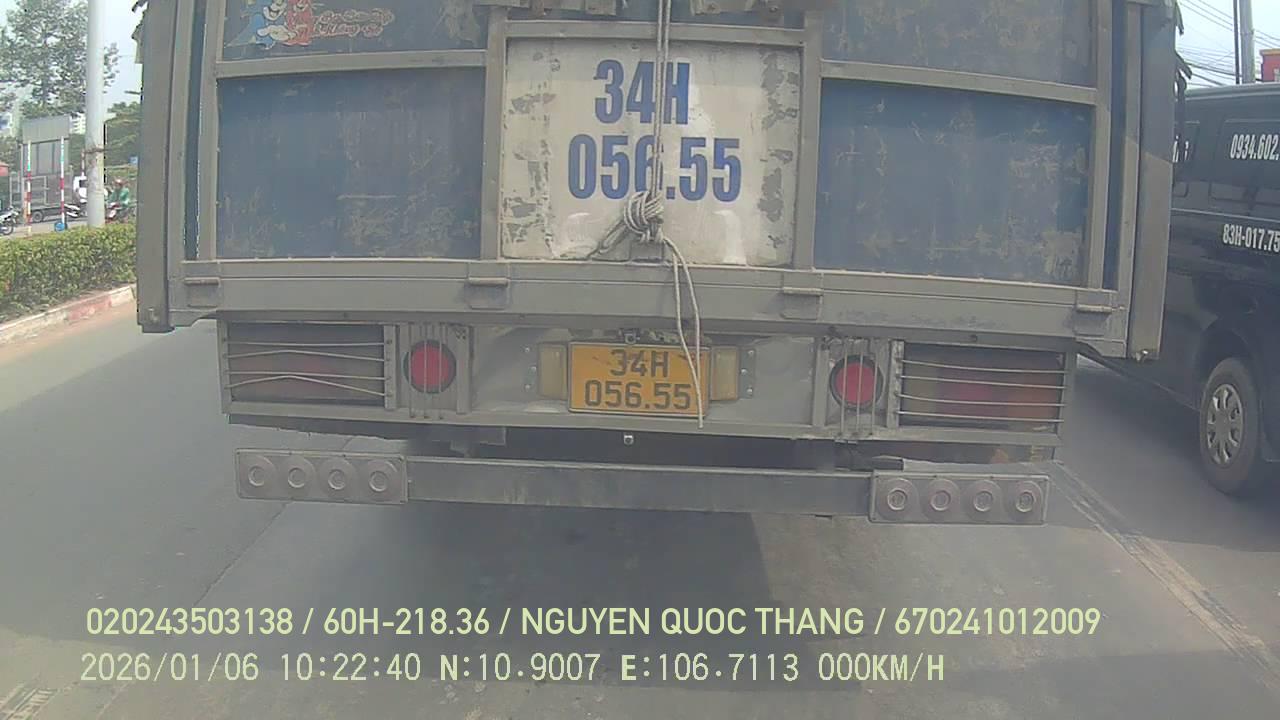 34H
056.55
0934.602.
83H-017.75
34H
056.55
020243503138 / 60H-218.36 / NGUYEN QUOC THANG / 670241012009
2026/01/06 10:22:40 N:10.9007 E:106.7113 000KM/H